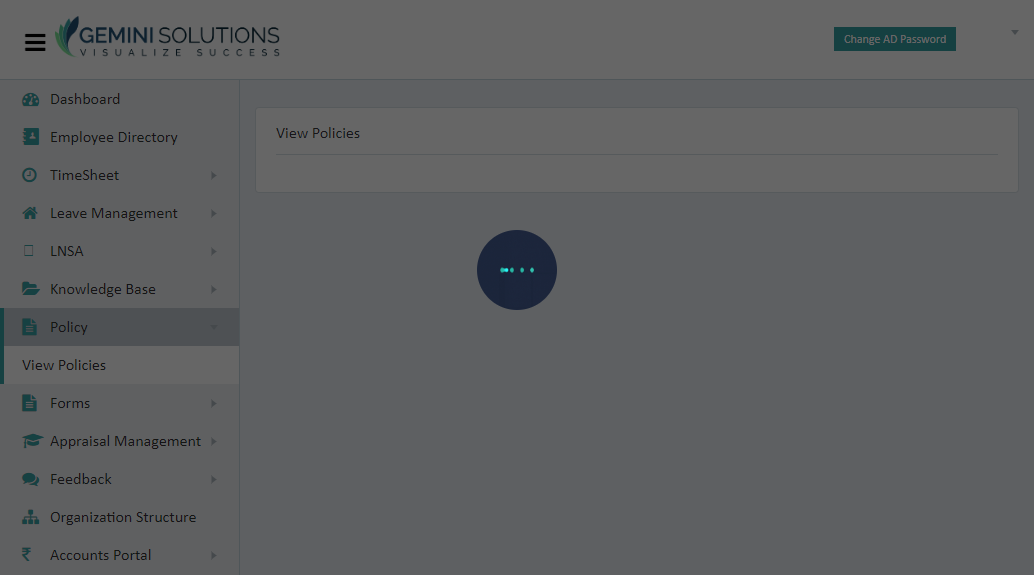 GEMINI SOLUTIONS
VISUALIZE SUCCESS
Change AD Password
Dashboard
Employee Directory
TimeSheet
Leave Management
LNSA
Knowledge Base
Policy
View Policies
Forms
Appraisal Management
Feedback
Organization Structure
Accounts Portal
View Policies